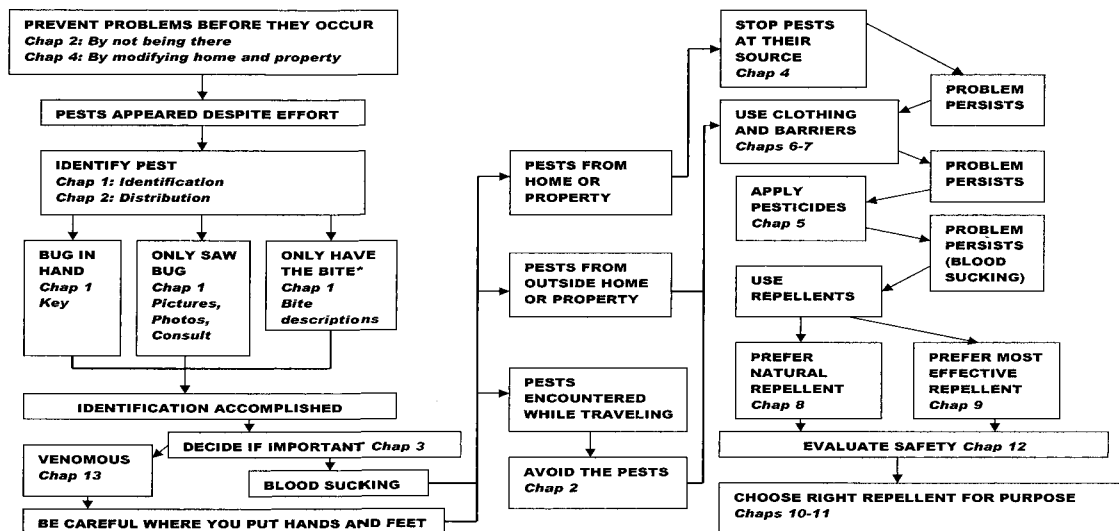 PREVENT PROBLEMS BEFORE THEY OCCUR
Chap 2: By not being there
Chap 4: By modifying home and property
PESTS APPEARED DESPITE EFFORT
IDENTIFY PEST
Chap 1: Identification
Chap 2: Distribution
BUG IN
HAND
Chap 1
Key
ONLY SAW
BUG
Chap 1
Pictures,
Photos,
Consult
ONLY HAVE
THE BITE*
Chap 1
Bite
descriptions
IDENTIFICATION ACCOMPLISHED
DECIDE IF IMPORTANT Chap 3
VENOMOUS
Chap 13
BLOOD SUCKING
BE CAREFUL WHERE YOU PUT HANDS AND FEET
PESTS FROM
HOME OR
PROPERTY
PESTS FROM
OUTSIDE HOME
OR PROPERTY
PESTS
ENCOUNTERED
WHILE TRAVELING
AVOID THE PESTS
Chap 2
STOP PESTS
AT THEIR
SOURCE
Chap 4
PROBLEM
PERSISTS
USE CLOTHING
AND BARRIERS
Chaps 6-7
PROBLEM
PERSISTS
APPLY
PESTICIDES
Chap 5
PROBLEM
PERSISTS
(BLOOD
SUCKING)
USE
REPELLENTS
PREFER
NATURAL
REPELLENT
Chap 8
PREFER MOST
EFFECTIVE
REPELLENT
Chap 9
EVALUATE SAFETY Chap 12
CHOOSE RIGHT REPELLENT FOR PURPOSE
Chaps 10-11